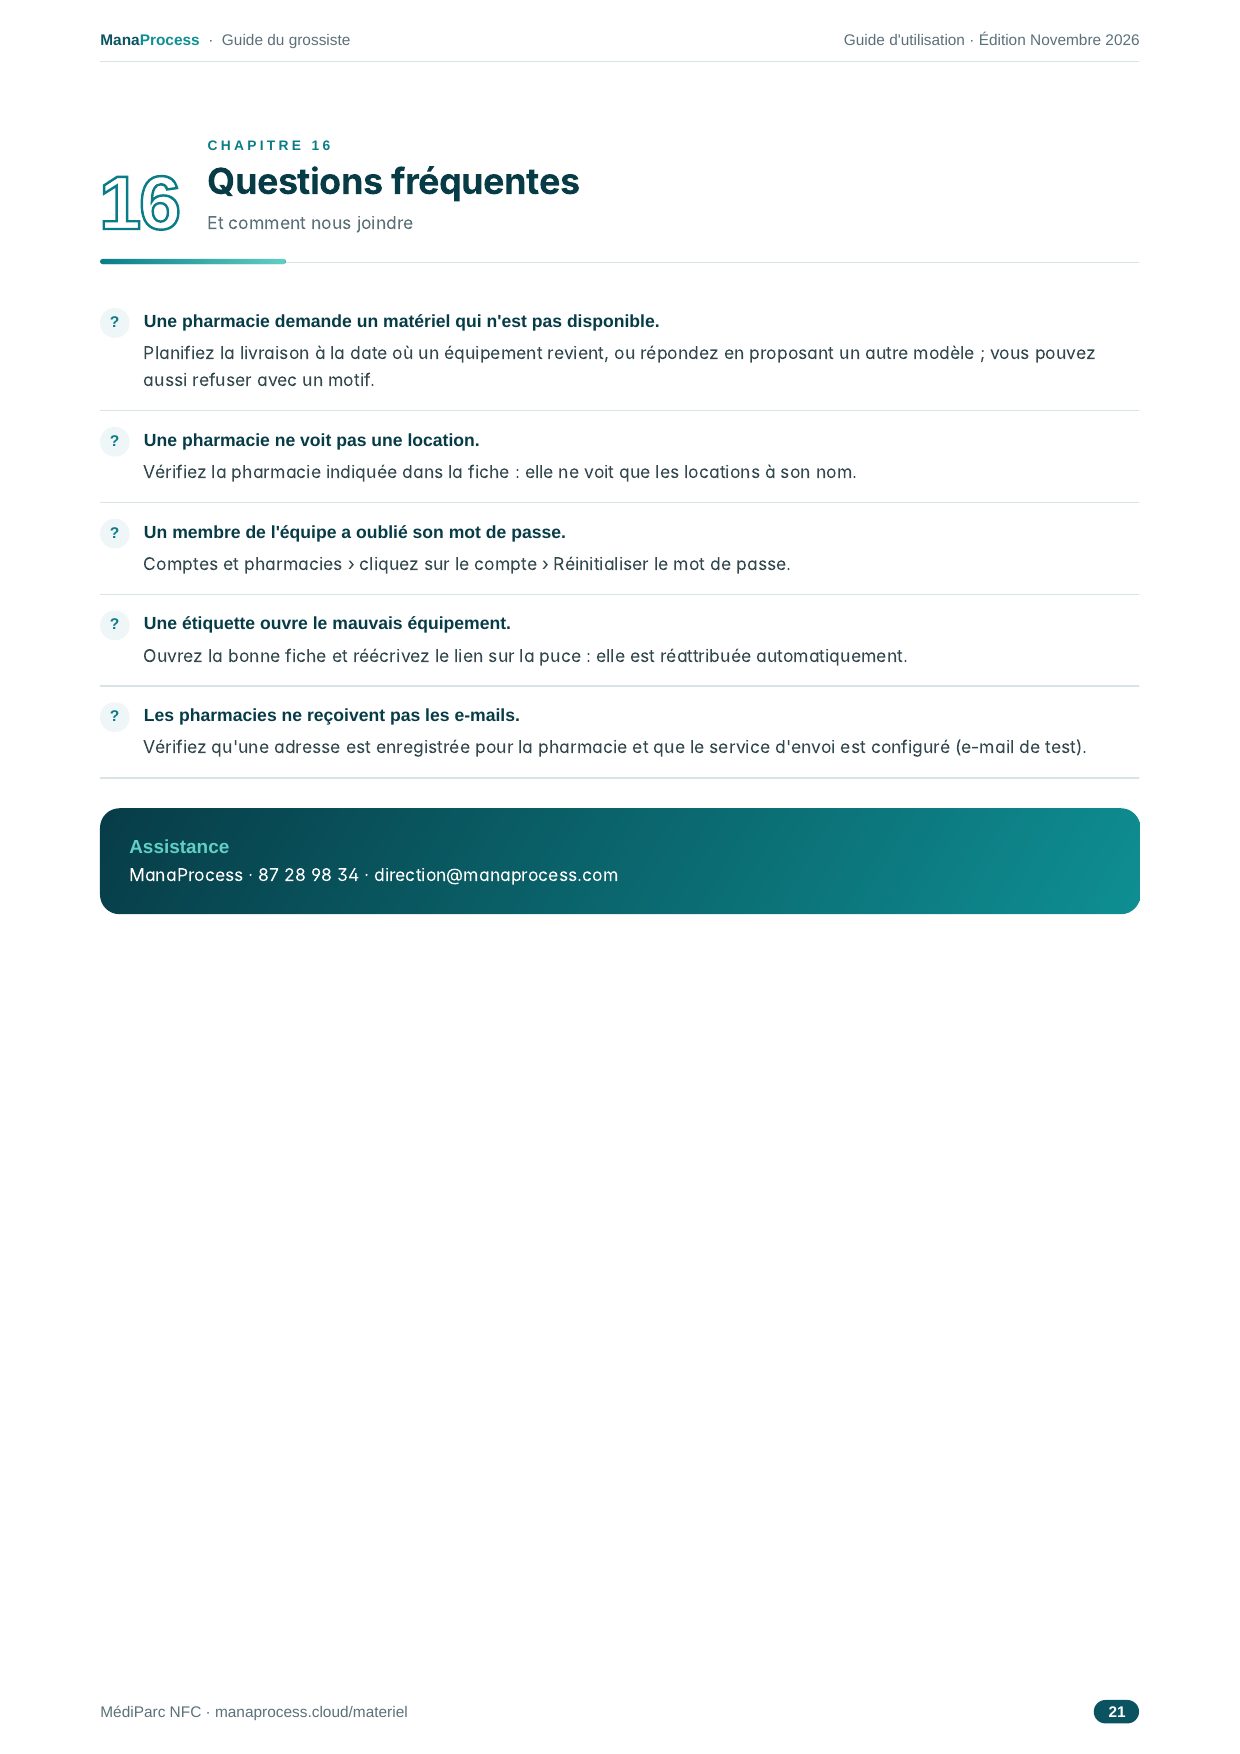 ManaProcess · Guide du grossiste
Guide d'utilisation · Édition Novembre 2026
CHAPITRE 16
16
Questions fréquentes
Et comment nous joindre
? Une pharmacie demande un matériel qui n'est pas disponible.
Planifiez la livraison à la date où un équipement revient, ou répondez en proposant un autre modèle ; vous pouvez
aussi refuser avec un motif.
? Une pharmacie ne voit pas une location.
Vérifiez la pharmacie indiquée dans la fiche : elle ne voit que les locations à son nom.
? Un membre de l'équipe a oublié son mot de passe.
Comptes et pharmacies › cliquez sur le compte › Réinitialiser le mot de passe.
? Une étiquette ouvre le mauvais équipement.
Ouvrez la bonne fiche et réécrivez le lien sur la puce : elle est réattribuée automatiquement.
? Les pharmacies ne reçoivent pas les e-mails.
Vérifiez qu'une adresse est enregistrée pour la pharmacie et que le service d'envoi est configuré (e-mail de test).
Assistance
ManaProcess · 87 28 98 34 · direction@manaprocess.com
MédiParc NFC · manaprocess.cloud/materiel
21